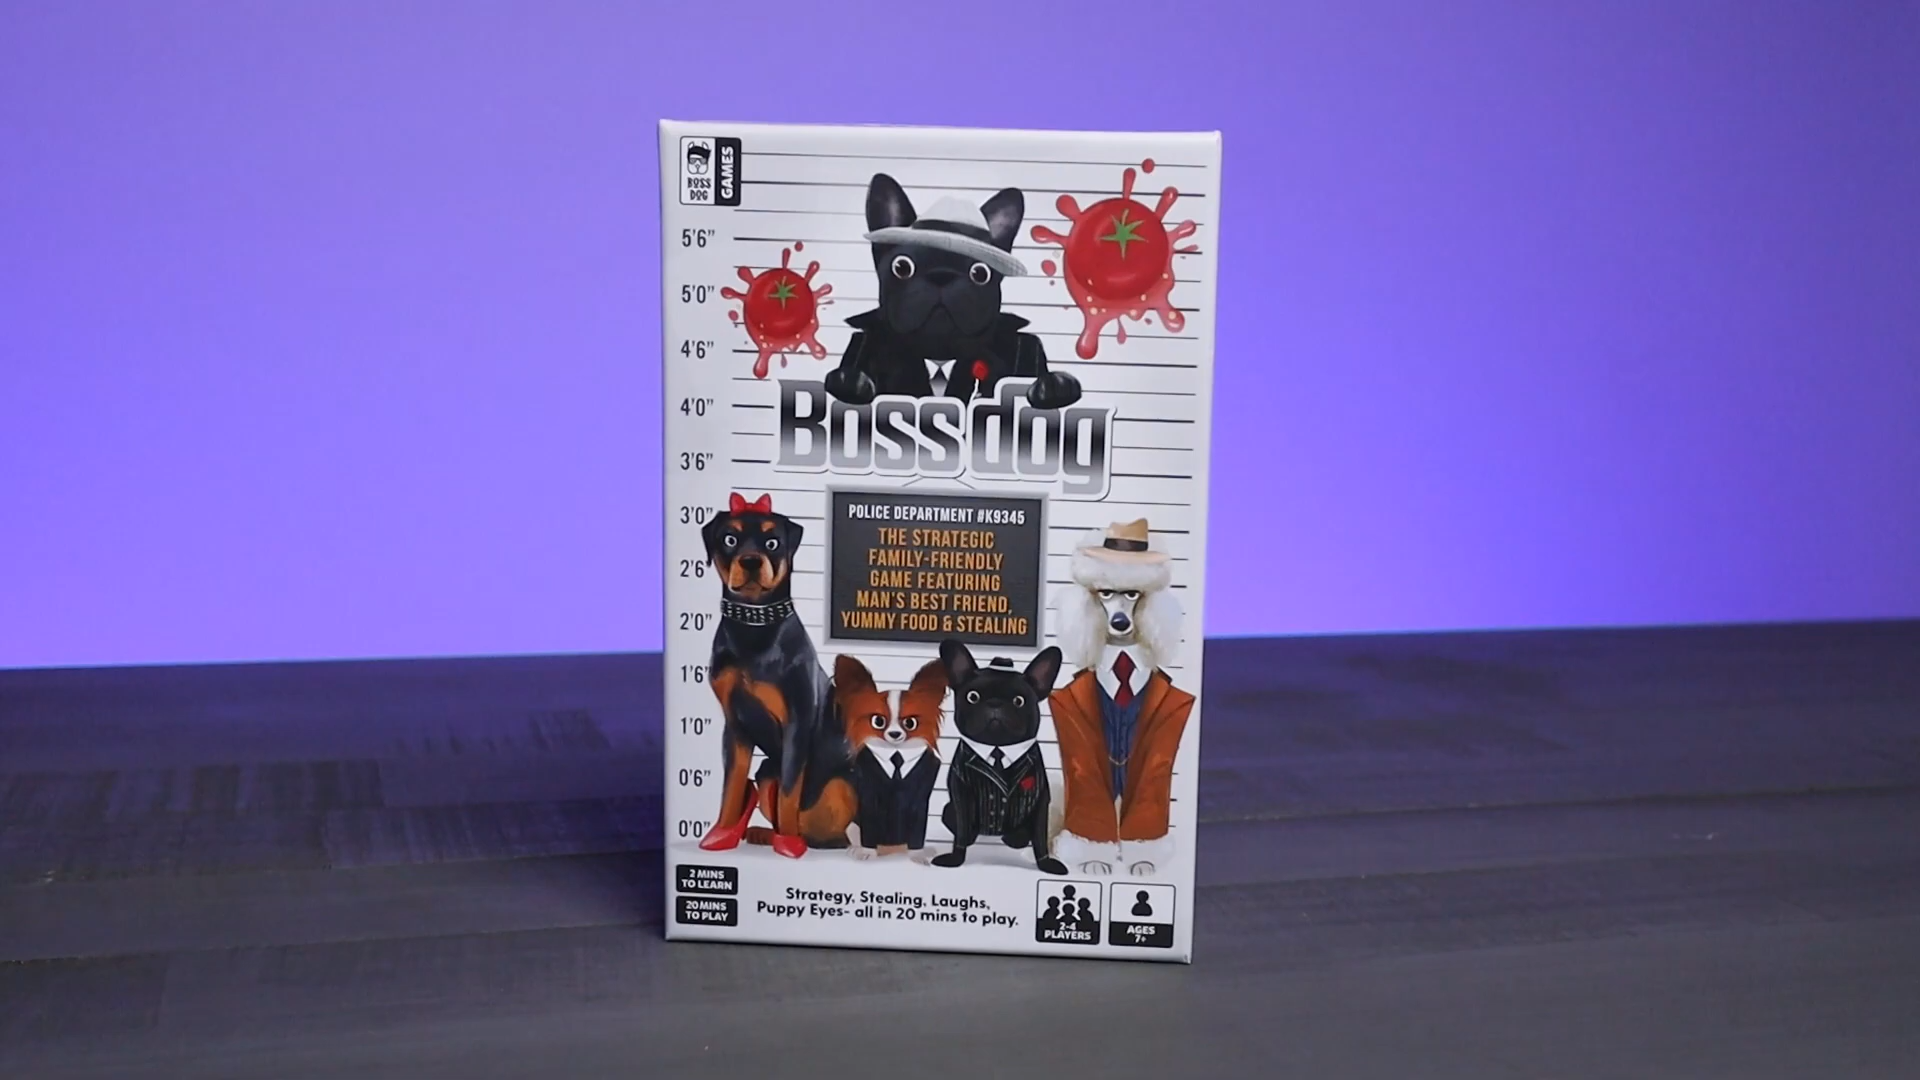 BOSS
DOG
GAMES
5'6"
5'0"
4'6"
4'0"
3'6"
3'0"
2'6"
2'0"
1'6"
1'0"
0'6"
0'0"
Boss dog
POLICE DEPARTMENT #K9345
THE STRATEGIC
FAMILY-FRIENDLY
GAME FEATURING
MAN'S BEST FRIEND,
YUMMY FOOD & STEALING
2 MINS
TO LEARN
20 MINS
TO PLAY
Strategy, Stealing, Laughs,
Puppy Eyes- all in 20 mins to play.
2-4
PLAYERS
AGES
7+